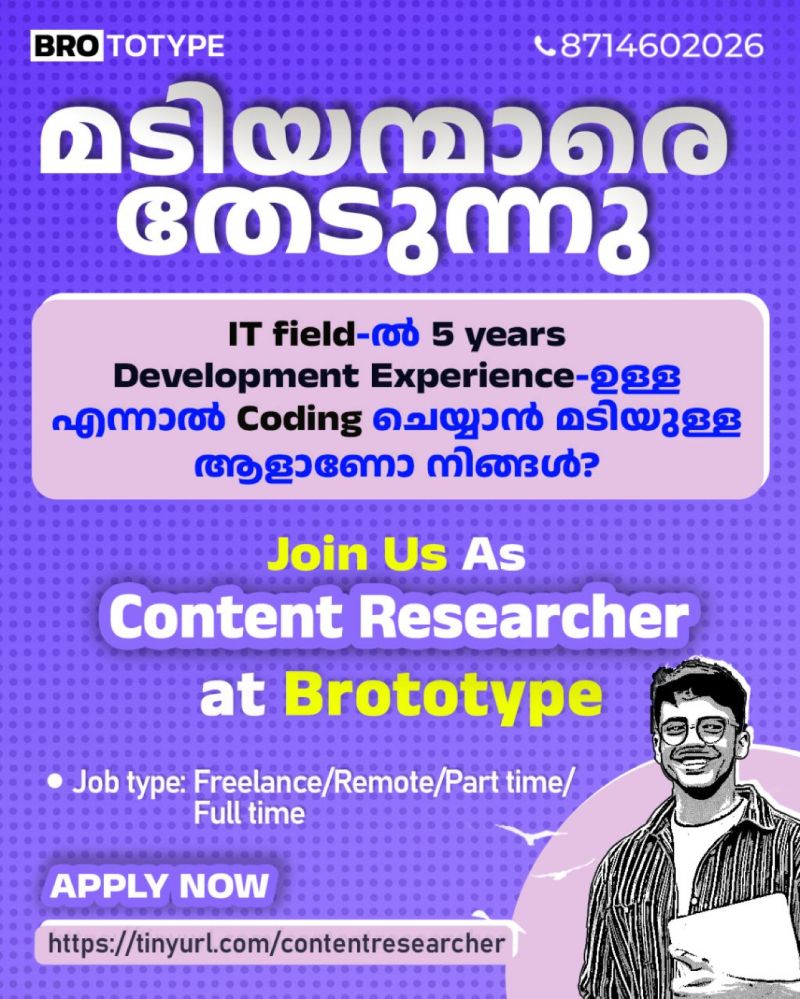 BROTOTYPE
8714602026
മടിയന്മാരെ
തേടുന്നു
IT field-ൽ 5 years
Development Experience-ഉള്ള
എന്നാൽ Coding ചെയ്യാൻ മടിയുള്ള
ആളാണോ നിങ്ങൾ?
Join Us As
Content Researcher
at Brototype
• Job type: Freelance/Remote/Part time/
Full time
APPLY NOW
https://tinyurl.com/contentresearcher